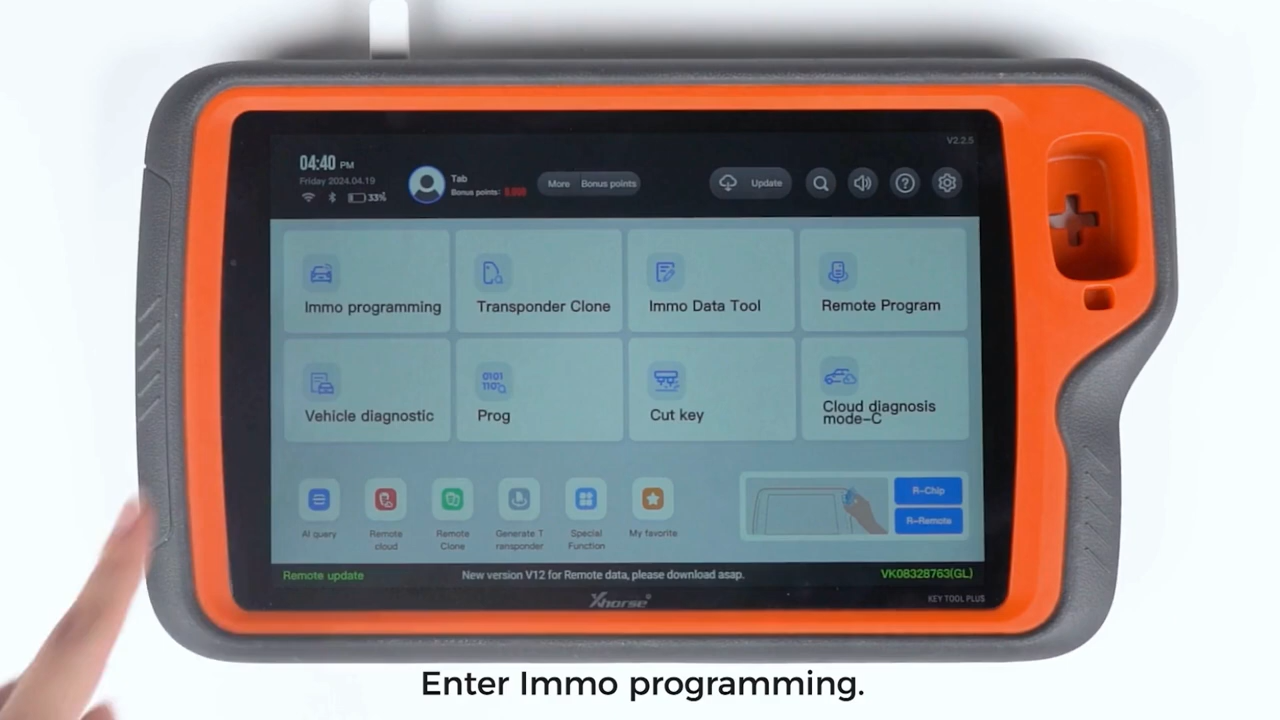 V2.2.5
04:40 PM
Friday 2024.04.19
33%
Tab
Bonus points:
More Bonus points
Update
Immo programming
Transponder Clone
Immo Data Tool
Remote Program
Vehicle diagnostic
0101
1101
Prog
Cut key
Cloud diagnosis
mode-C
AI query
Remote
cloud
Remote
Clone
Generate T
ransponder
Special
Function
My favorite
R-Chip
R-Remote
Remote update
New version V12 for Remote data, please download asap.
VK08328763(GL)
Xhorse
KEY TOOL PLUS
Enter Immo programming.